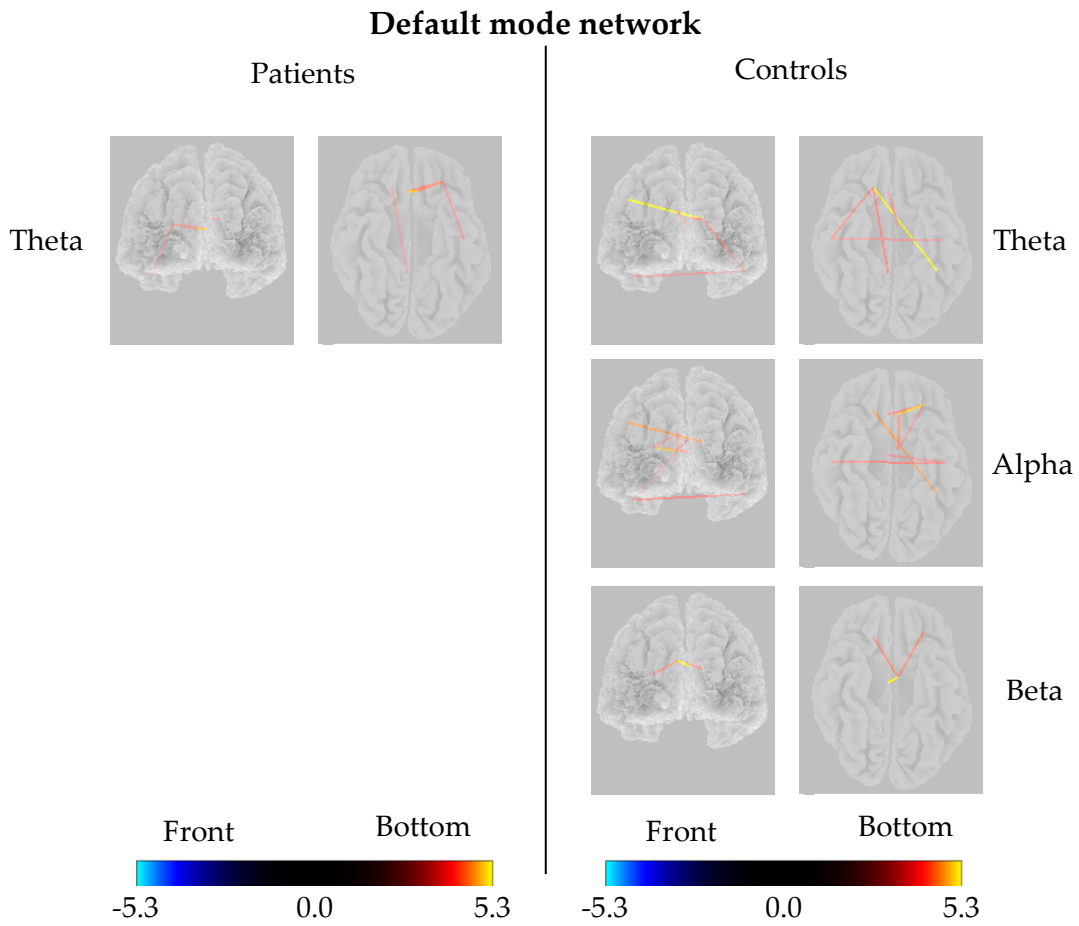 Default mode network
Patients
Controls
Theta
Theta
Alpha
Beta
Front
Bottom
Front
Bottom
-5.3
0.0
5.3
-5.3
0.0
5.3